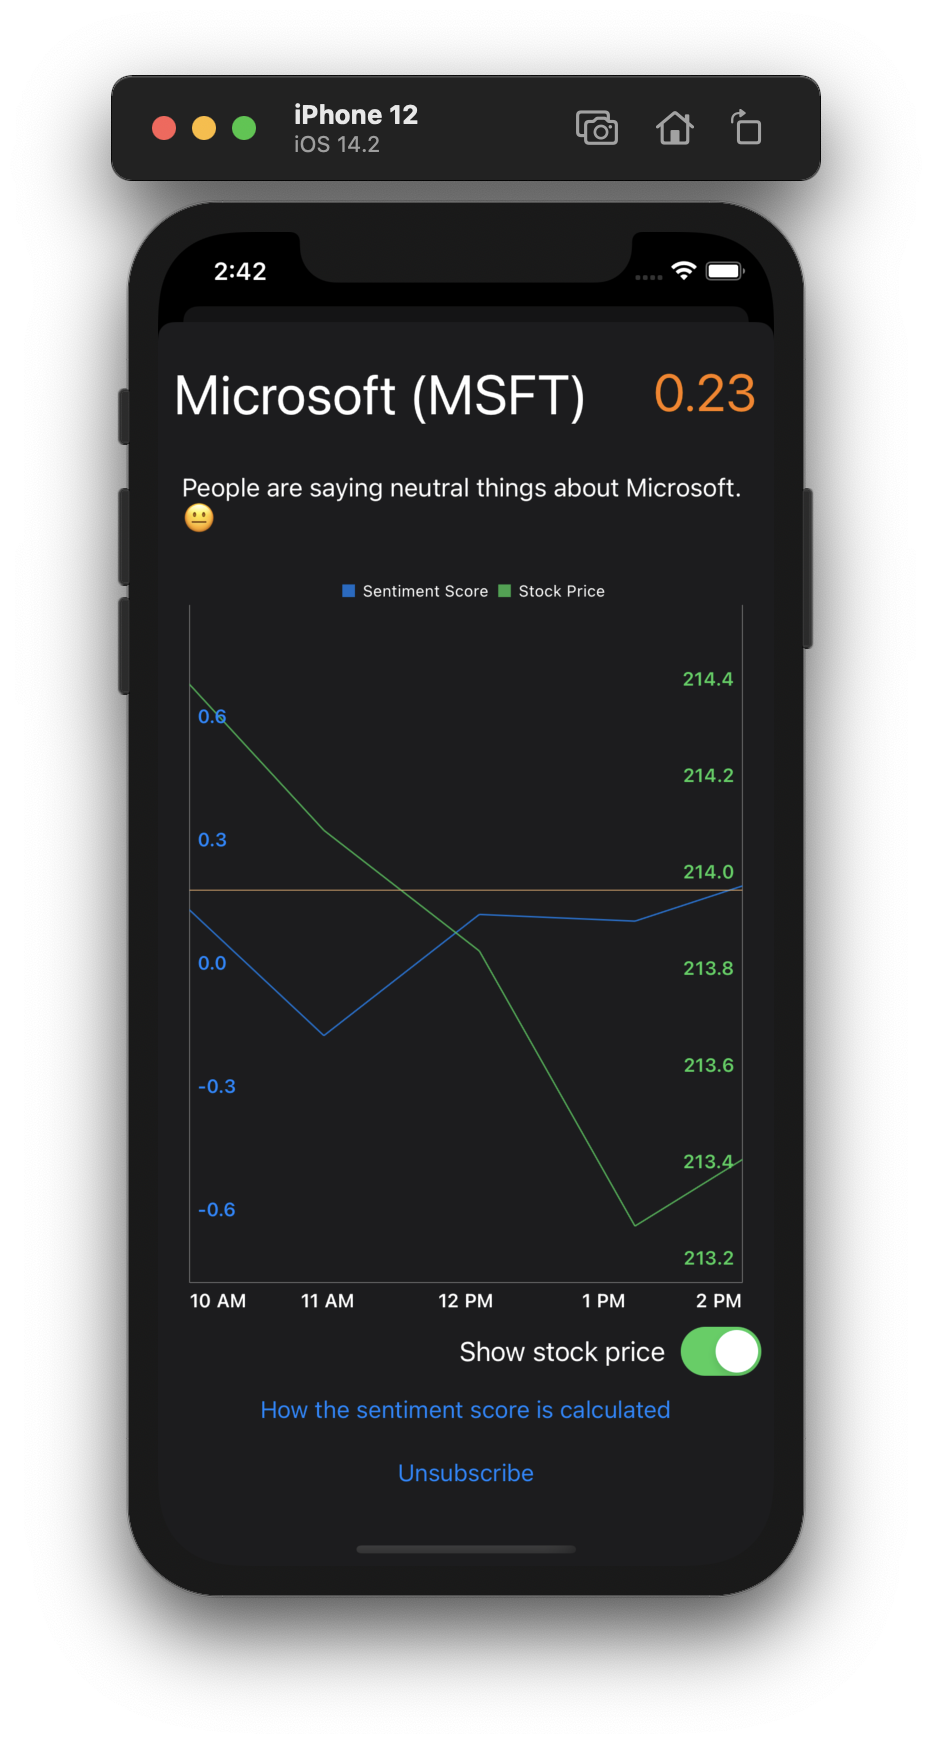 iPhone 12
iOS 14.2
2:42
Microsoft (MSFT) 0.23
People are saying neutral things about Microsoft.
😐
Sentiment Score Stock Price
214.4
0.6
214.2
0.3
214.0
0.0
213.8
213.6
-0.3
213.4
-0.6
213.2
10 AM 11 AM 12 PM 1 PM 2 PM
Show stock price
How the sentiment score is calculated
Unsubscribe